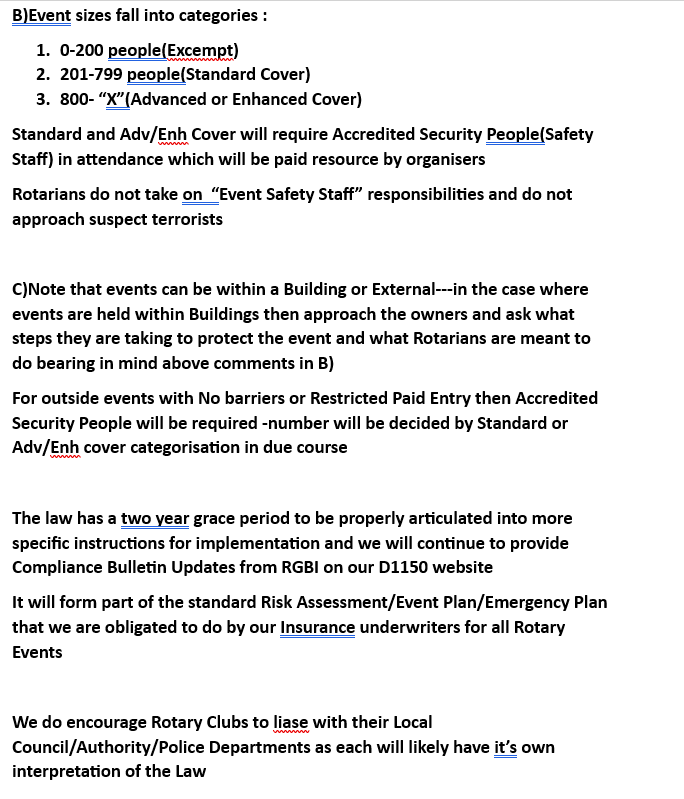 B)Event sizes fall into categories :
1. 0-200 people(Excempt)
2. 201-799 people(Standard Cover)
3. 800- “X”(Advanced or Enhanced Cover)
Standard and Adv/Enh Cover will require Accredited Security People(Safety
Staff) in attendance which will be paid resource by organisers
Rotarians do not take on “Event Safety Staff” responsibilities and do not
approach suspect terrorists
C)Note that events can be within a Building or External---in the case where
events are held within Buildings then approach the owners and ask what
steps they are taking to protect the event and what Rotarians are meant to
do bearing in mind above comments in B)
For outside events with No barriers or Restricted Paid Entry then Accredited
Security People will be required -number will be decided by Standard or
Adv/Enh cover categorisation in due course
The law has a two year grace period to be properly articulated into more
specific instructions for implementation and we will continue to provide
Compliance Bulletin Updates from RGBI on our D1150 website
It will form part of the standard Risk Assessment/Event Plan/Emergency Plan
that we are obligated to do by our Insurance underwriters for all Rotary
Events
We do encourage Rotary Clubs to liase with their Local
Council/Authority/Police Departments as each will likely have it’s own
interpretation of the Law